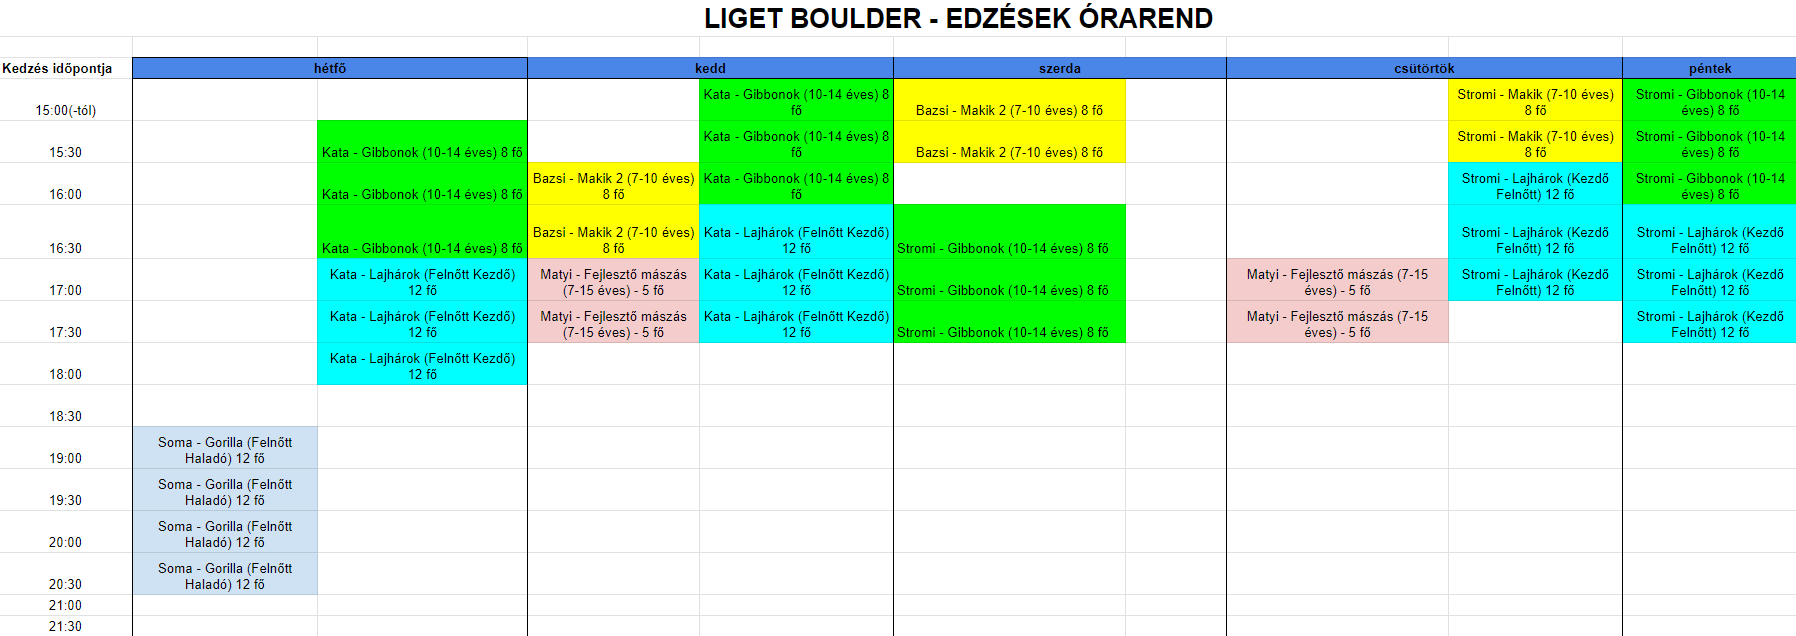 LIGET BOULDER - EDZÉSEK ÓRAREND
Kedzés időpontja
hétfő
kedd
szerda
csütörtök
péntek
15:00(-tól)
Kata - Gibbonok (10-14 éves) 8
fő
Bazsi - Makik 2 (7-10 éves) 8 fő
Stromi - Makik (7-10 éves)
8 fő
Stromi - Gibbonok (10-14
éves) 8 fő
15:30
Kata - Gibbonok (10-14 éves) 8 fő
Kata - Gibbonok (10-14 éves) 8
fő
Bazsi - Makik 2 (7-10 éves) 8 fő
Stromi - Makik (7-10 éves)
8 fő
Stromi - Gibbonok (10-14
éves) 8 fő
16:00
Kata - Gibbonok (10-14 éves) 8 fő
Bazsi - Makik 2 (7-10 éves)
8 fő
Kata - Gibbonok (10-14 éves) 8
fő
Stromi - Lajhárok (Kezdő
Felnőtt) 12 fő
Stromi - Gibbonok (10-14
éves) 8 fő
16:30
Kata - Gibbonok (10-14 éves) 8 fő
Bazsi - Makik 2 (7-10 éves)
8 fő
Kata - Lajhárok (Felnőtt Kezdő)
12 fő
Stromi - Gibbonok (10-14 éves) 8 fő
Stromi - Lajhárok (Kezdő
Felnőtt) 12 fő
Stromi - Lajhárok (Kezdő
Felnőtt) 12 fő
17:00
Kata - Lajhárok (Felnőtt Kezdő)
12 fő
Matyi - Fejlesztő mászás
(7-15 éves) - 5 fő
Kata - Lajhárok (Felnőtt Kezdő)
12 fő
Stromi - Gibbonok (10-14 éves) 8 fő
Matyi - Fejlesztő mászás (7-15
éves) - 5 fő
Stromi - Lajhárok (Kezdő
Felnőtt) 12 fő
Stromi - Lajhárok (Kezdő
Felnőtt) 12 fő
17:30
Kata - Lajhárok (Felnőtt Kezdő)
12 fő
Matyi - Fejlesztő mászás
(7-15 éves) - 5 fő
Kata - Lajhárok (Felnőtt Kezdő)
12 fő
Stromi - Gibbonok (10-14 éves) 8 fő
Matyi - Fejlesztő mászás (7-15
éves) - 5 fő
Stromi - Lajhárok (Kezdő
Felnőtt) 12 fő
18:00
Kata - Lajhárok (Felnőtt Kezdő)
12 fő
18:30
19:00
Soma - Gorilla (Felnőtt
Haladó) 12 fő
19:30
Soma - Gorilla (Felnőtt
Haladó) 12 fő
20:00
Soma - Gorilla (Felnőtt
Haladó) 12 fő
20:30
Soma - Gorilla (Felnőtt
Haladó) 12 fő
21:00
21:30